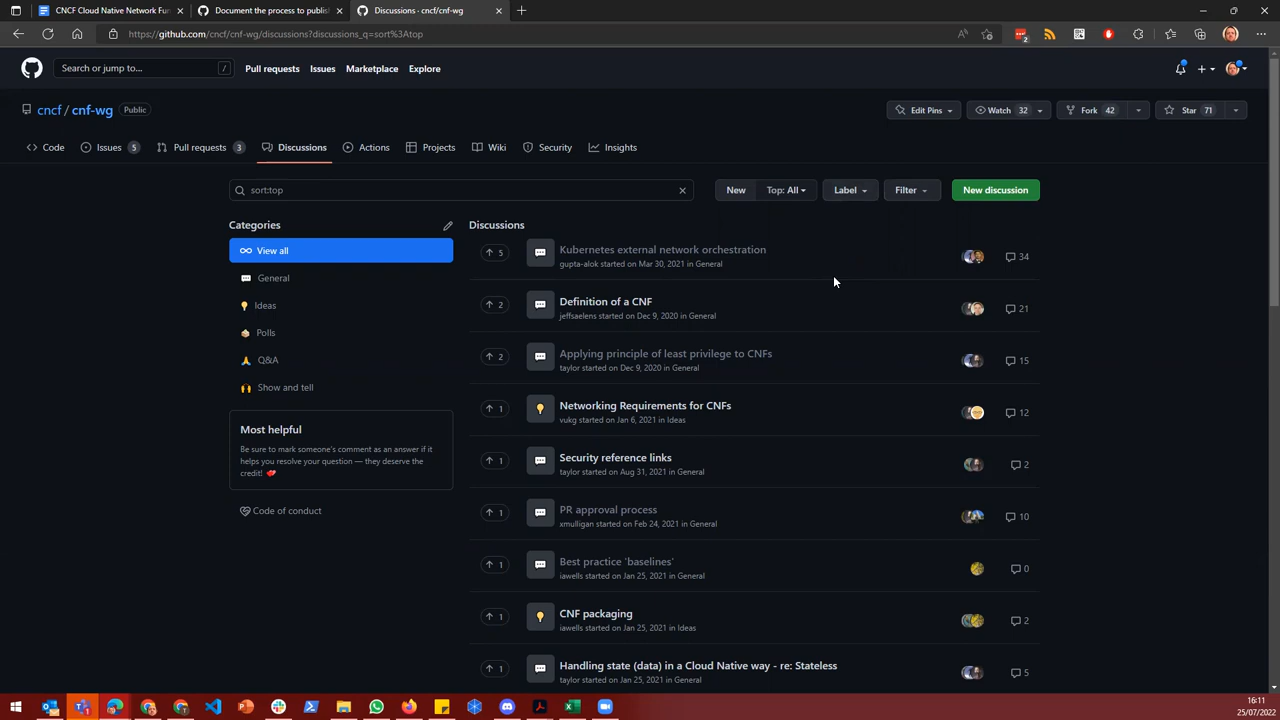 CNCF Cloud Native Network Fun
Document the process to publis
Discussions · cncf/cnf-wg
https://github.com/cncf/cnf-wg/discussions?discussions_q=sort%3Atop
2
Search or jump to...
/
Pull requests
Issues
Marketplace
Explore
cncf / cnf-wg
Public
Edit Pins
Watch 32
Fork 42
Star 71
Code
Issues 5
Pull requests 3
Discussions
Actions
Projects
Wiki
Security
Insights
sort:top
New
Top: All
Label
Filter
New discussion
Categories
View all
General
Ideas
Polls
Q&A
Show and tell
Most helpful
Be sure to mark someone's comment as an answer if it
helps you resolve your question — they deserve the
credit!
Code of conduct
Discussions
5
Kubernetes external network orchestration
gupta-alok started on Mar 30, 2021 in General
34
2
Definition of a CNF
jeffsaelens started on Dec 9, 2020 in General
21
2
Applying principle of least privilege to CNFs
taylor started on Dec 9, 2020 in General
15
1
Networking Requirements for CNFs
vukg started on Jan 6, 2021 in Ideas
12
1
Security reference links
taylor started on Aug 31, 2021 in General
2
1
PR approval process
xmulligan started on Feb 24, 2021 in General
10
1
Best practice 'baselines'
iawells started on Jan 25, 2021 in General
0
1
CNF packaging
iawells started on Jan 25, 2021 in Ideas
2
1
Handling state (data) in a Cloud Native way - re: Stateless
taylor started on Jan 25, 2021 in General
5
16:11
25/07/2022